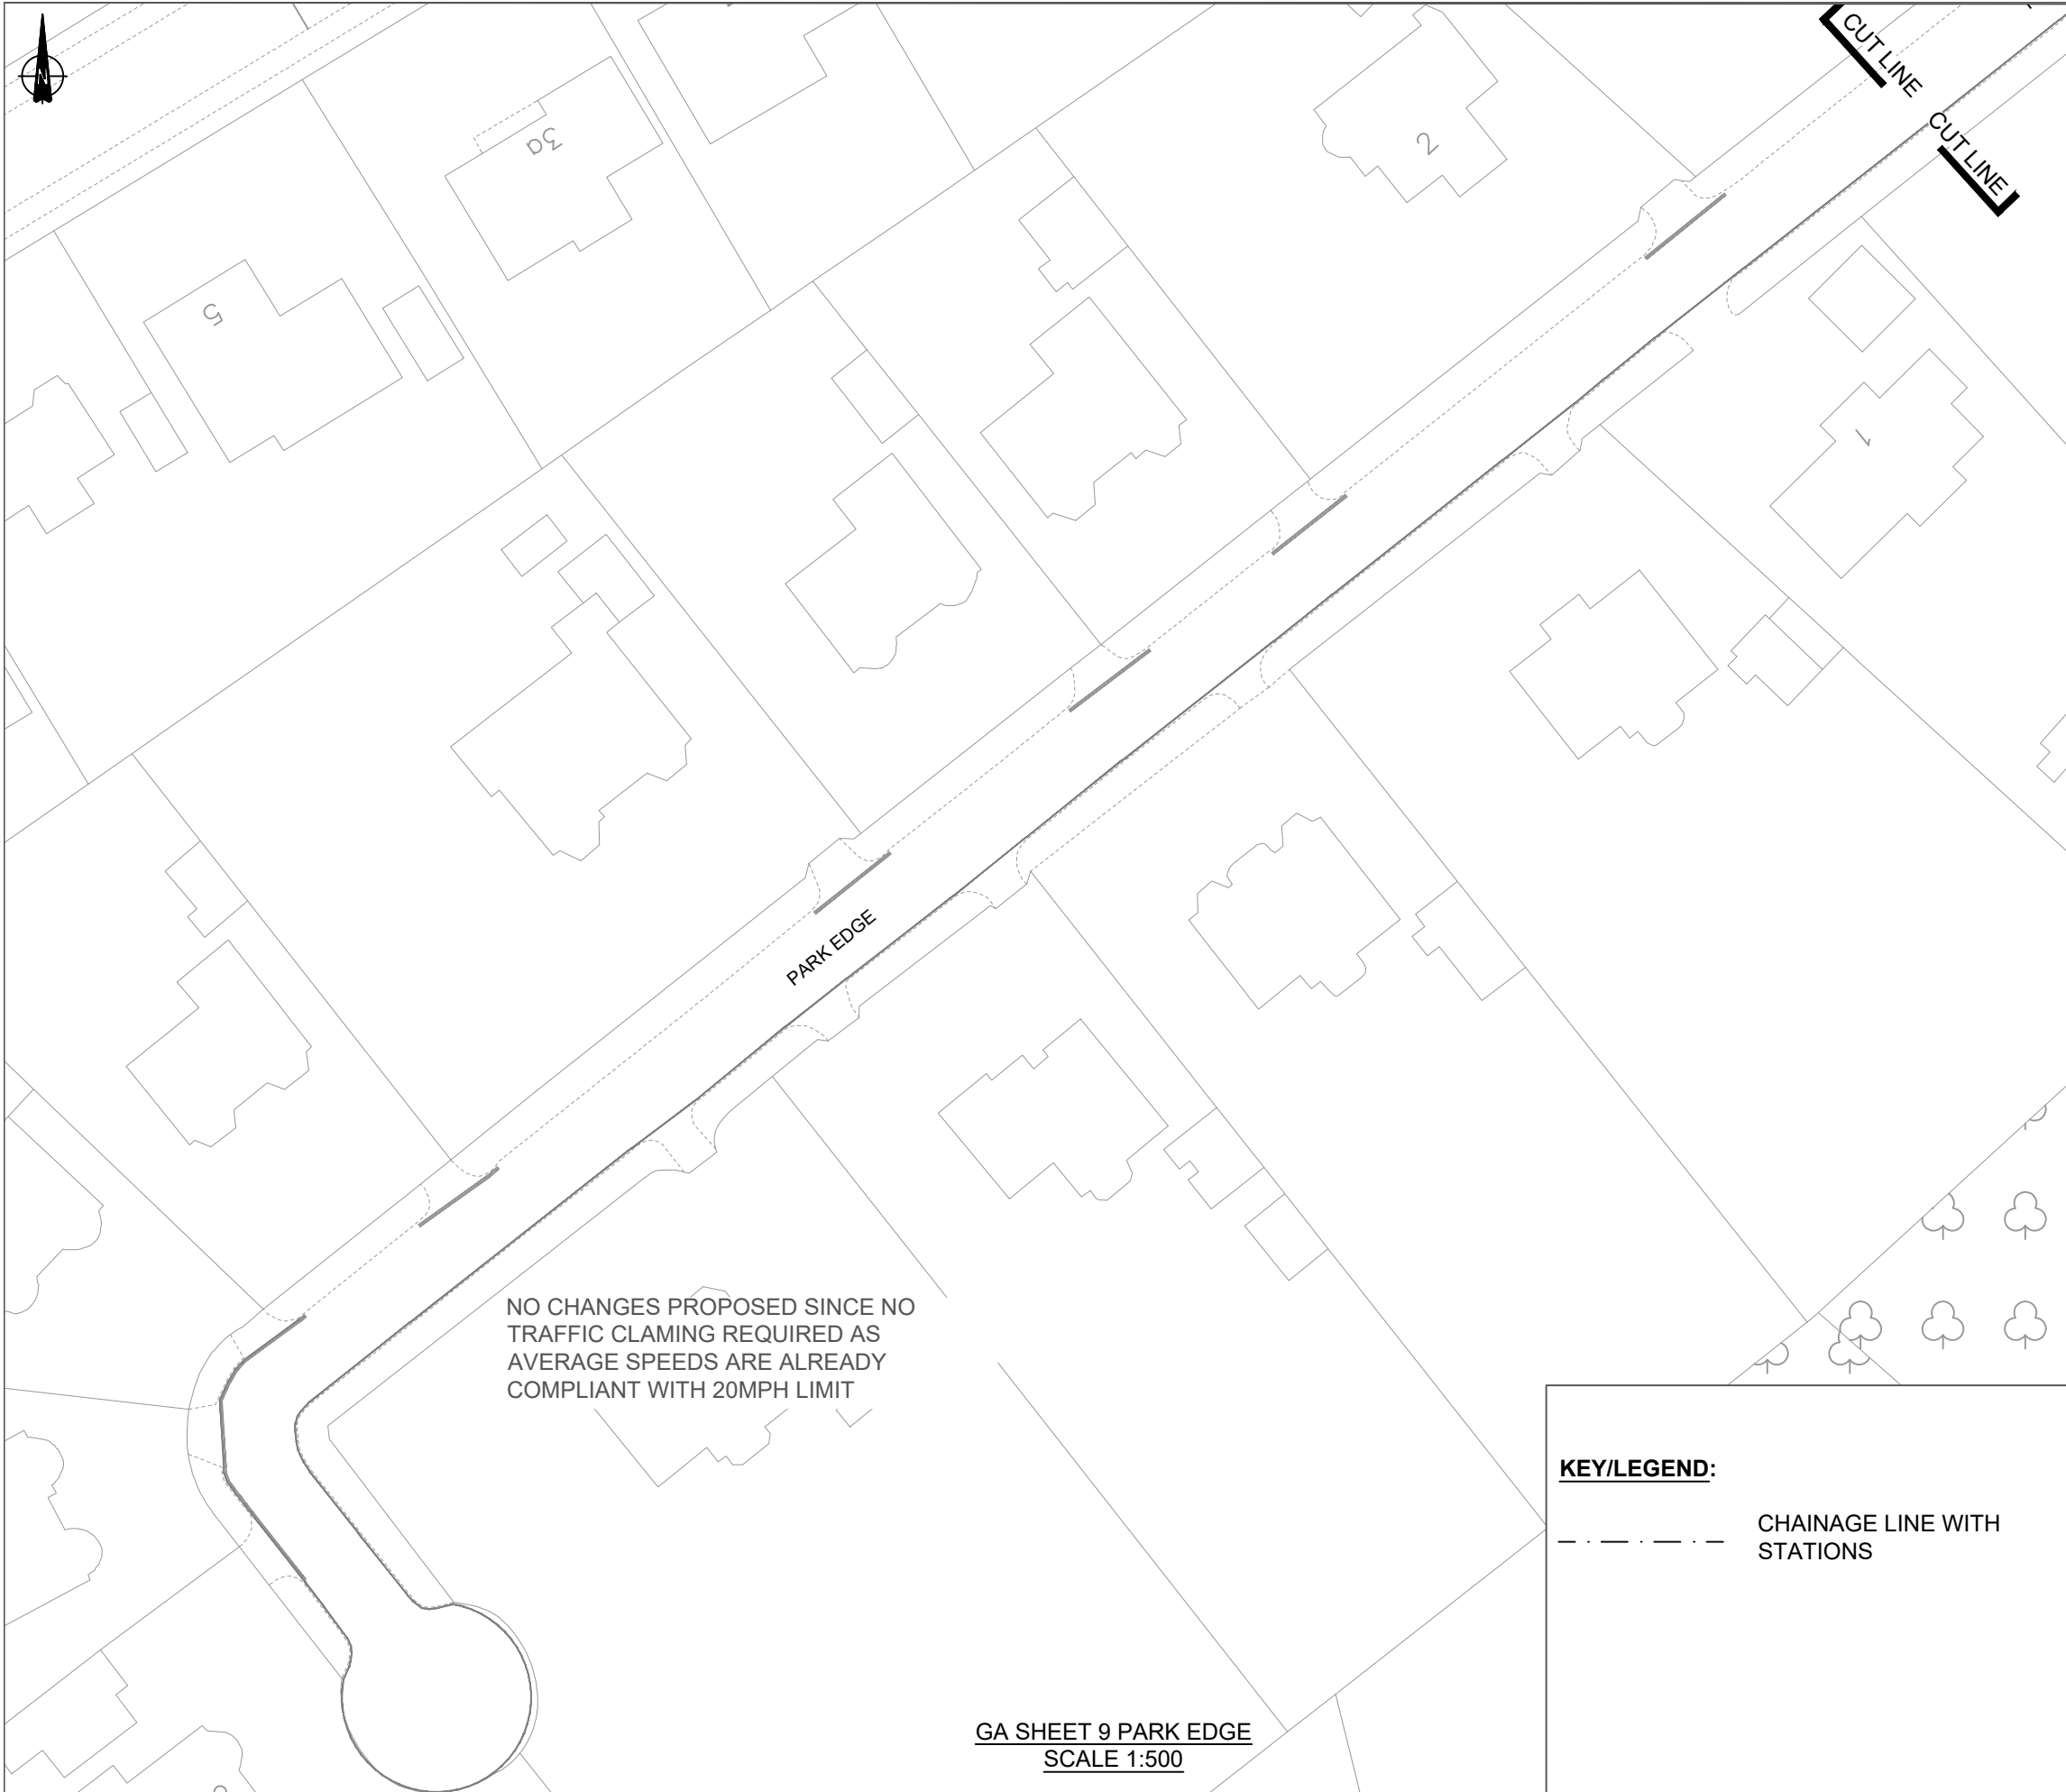 N
CUT LINE
CUT LINE
3a
2
5
1
PARK EDGE
NO CHANGES PROPOSED SINCE NO
TRAFFIC CLAMING REQUIRED AS
AVERAGE SPEEDS ARE ALREADY
COMPLIANT WITH 20MPH LIMIT
KEY/LEGEND:
CHAINAGE LINE WITH
STATIONS
GA SHEET 9 PARK EDGE
SCALE 1:500